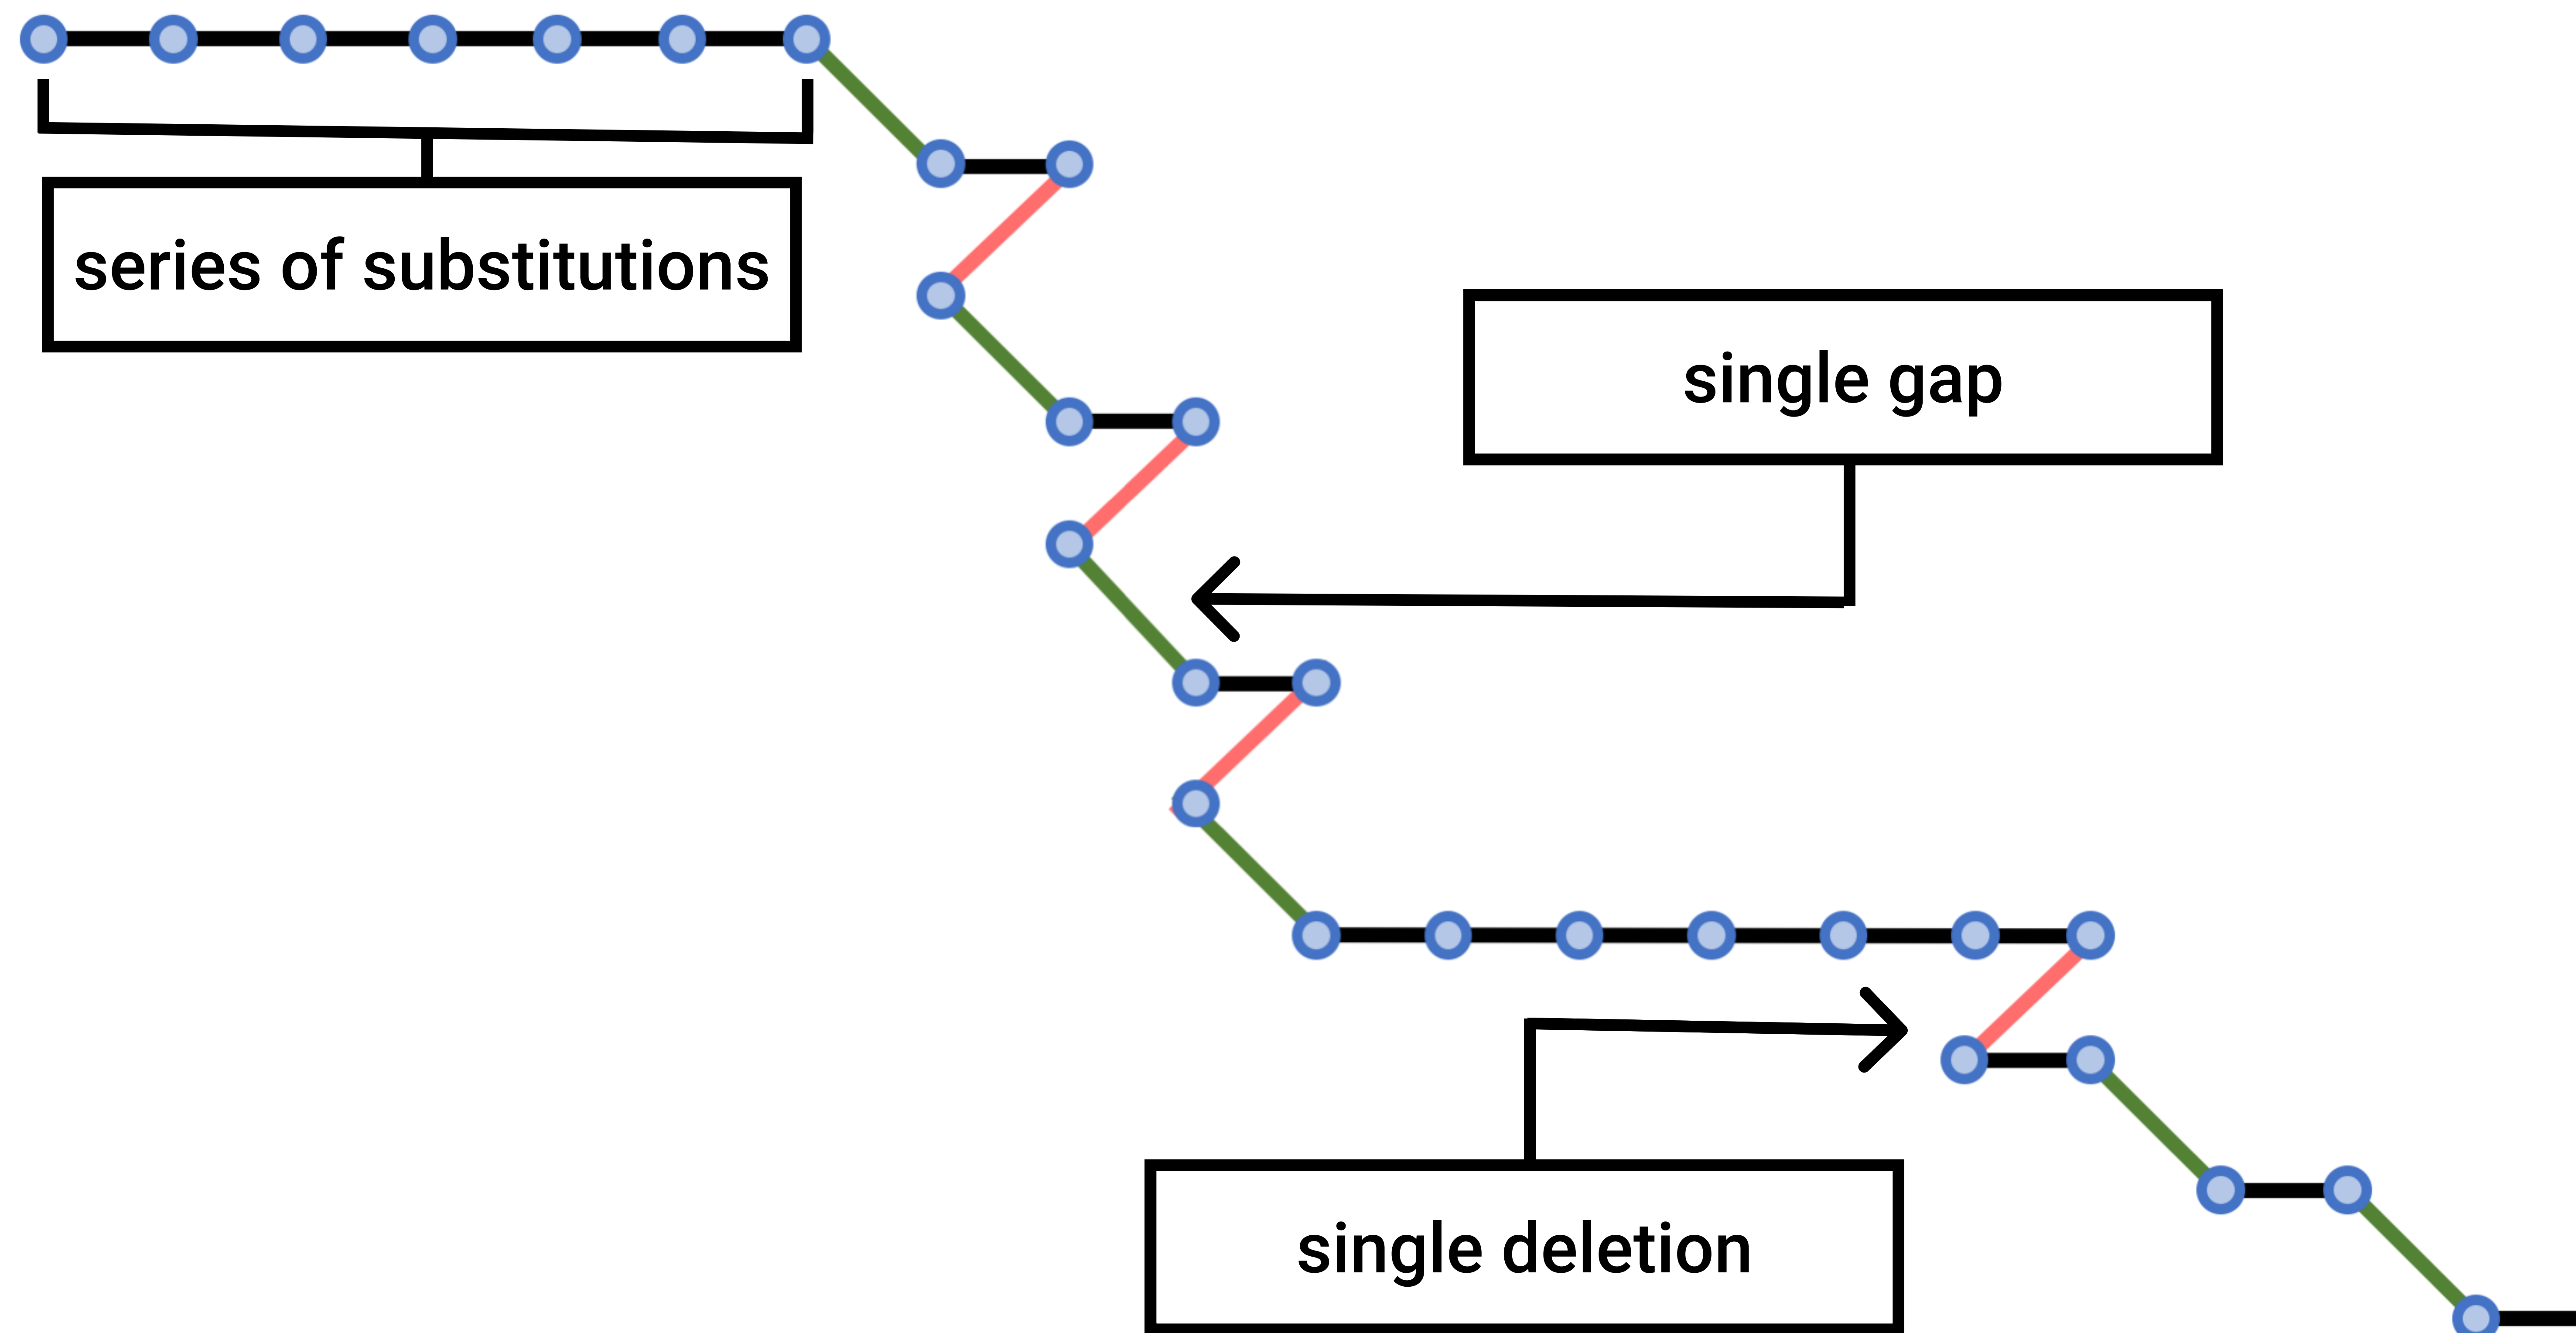 series of substitutions
single gap
single deletion